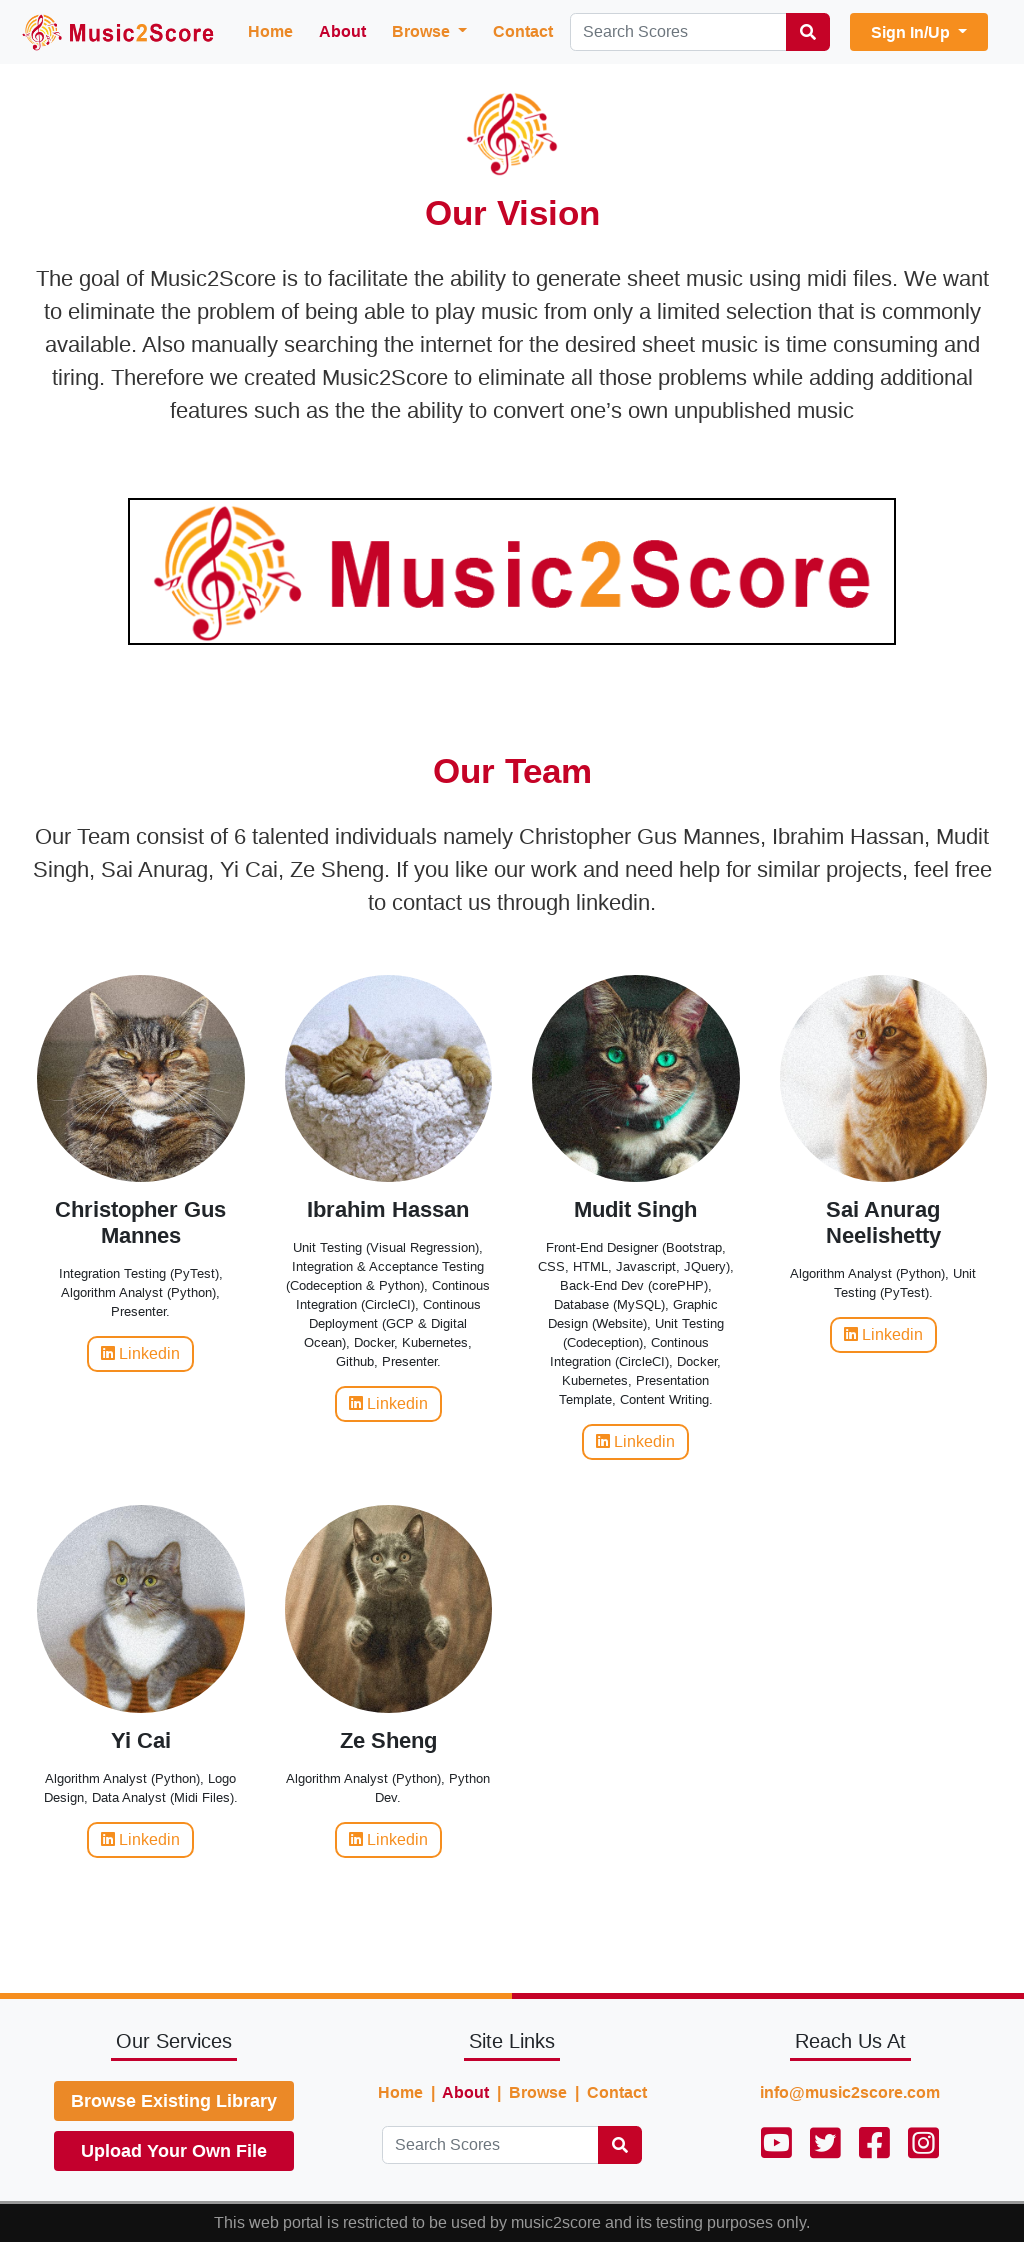 Music2Score Home About Browse Contact Search Scores Sign In/Up
Our Vision
The goal of Music2Score is to facilitate the ability to generate sheet music using midi files. We want
to eliminate the problem of being able to play music from only a limited selection that is commonly
available. Also manually searching the internet for the desired sheet music is time consuming and
tiring. Therefore we created Music2Score to eliminate all those problems while adding additional
features such as the the ability to convert one’s own unpublished music
Music2Score
Our Team
Our Team consist of 6 talented individuals namely Christopher Gus Mannes, Ibrahim Hassan, Mudit
Singh, Sai Anurag, Yi Cai, Ze Sheng. If you like our work and need help for similar projects, feel free
to contact us through linkedin.
Christopher Gus
Mannes
Integration Testing (PyTest),
Algorithm Analyst (Python),
Presenter.
Linkedin
Ibrahim Hassan
Unit Testing (Visual Regression),
Integration & Acceptance Testing
(Codeception & Python), Continous
Integration (CircleCI), Continous
Deployment (GCP & Digital
Ocean), Docker, Kubernetes,
Github, Presenter.
Linkedin
Mudit Singh
Front-End Designer (Bootstrap,
CSS, HTML, Javascript, JQuery),
Back-End Dev (corePHP),
Database (MySQL), Graphic
Design (Website), Unit Testing
(Codeception), Continous
Integration (CircleCI), Docker,
Kubernetes, Presentation
Template, Content Writing.
Linkedin
Sai Anurag
Neelishetty
Algorithm Analyst (Python), Unit
Testing (PyTest).
Linkedin
Yi Cai
Algorithm Analyst (Python), Logo
Design, Data Analyst (Midi Files).
Linkedin
Ze Sheng
Algorithm Analyst (Python), Python
Dev.
Linkedin
Our Services
Browse Existing Library
Upload Your Own File
Site Links
Home | About | Browse | Contact
Search Scores
Reach Us At
info@music2score.com
This web portal is restricted to be used by music2score and its testing purposes only.